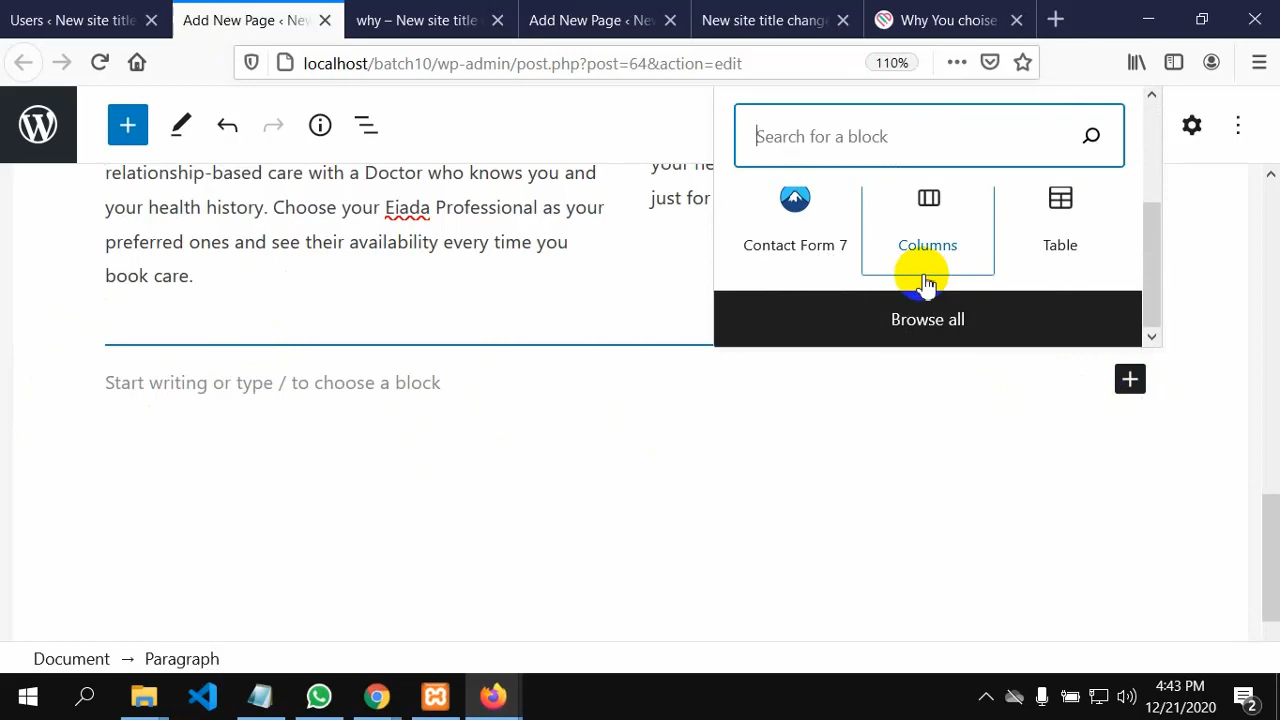 Users ‹ New site title
Add New Page ‹ Nev
why – New site title
Add New Page ‹ Nev
New site title change
Why You choise
localhost/batch10/wp-admin/post.php?post=64&action=edit
110%
relationship-based care with a Doctor who knows you and
your health history. Choose your Eiada Professional as your
preferred ones and see their availability every time you
book care.
your ne
just for
Search for a block
Contact Form 7
Columns
Table
Browse all
Start writing or type / to choose a block
Document → Paragraph
4:43 PM
12/21/2020
2